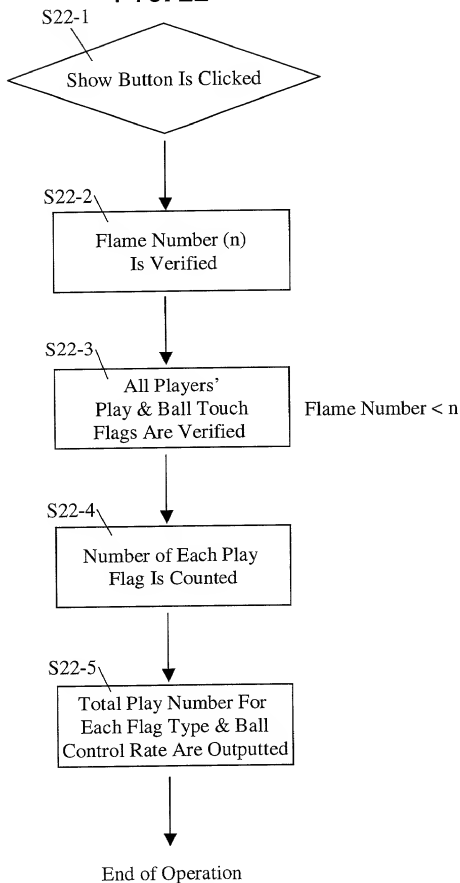 S22-1
Show Button Is Clicked
S22-2
Flame Number (n)
Is Verified
S22-3
All Players'
Play & Ball Touch
Flags Are Verified
Flame Number < n
S22-4
Number of Each Play
Flag Is Counted
S22-5
Total Play Number For
Each Flag Type & Ball
Control Rate Are Outputted
End of Operation